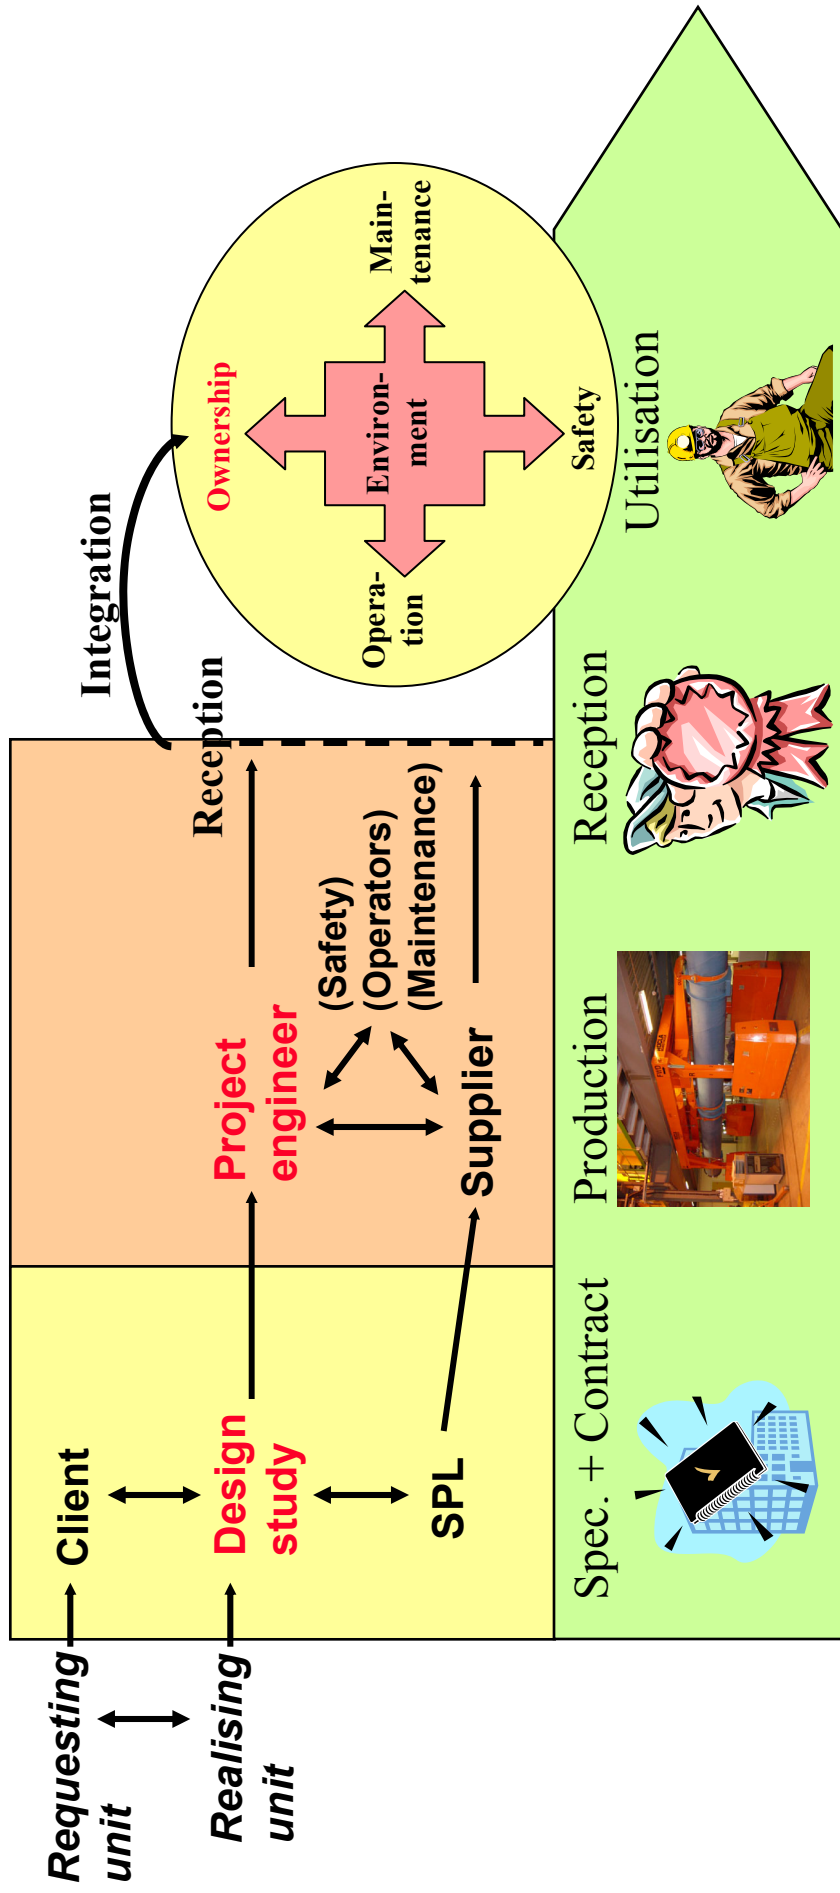 Requesting
unit
Realising
unit
Client
Design
study
SPL
Project
engineer
(Safety)
(Operators)
(Maintenance)
Supplier
Reception
Integration
Ownership
Opera-
tion
Environ-
ment
Main-
tenance
Safety
Spec. + Contract
Production
Reception
Utilisation